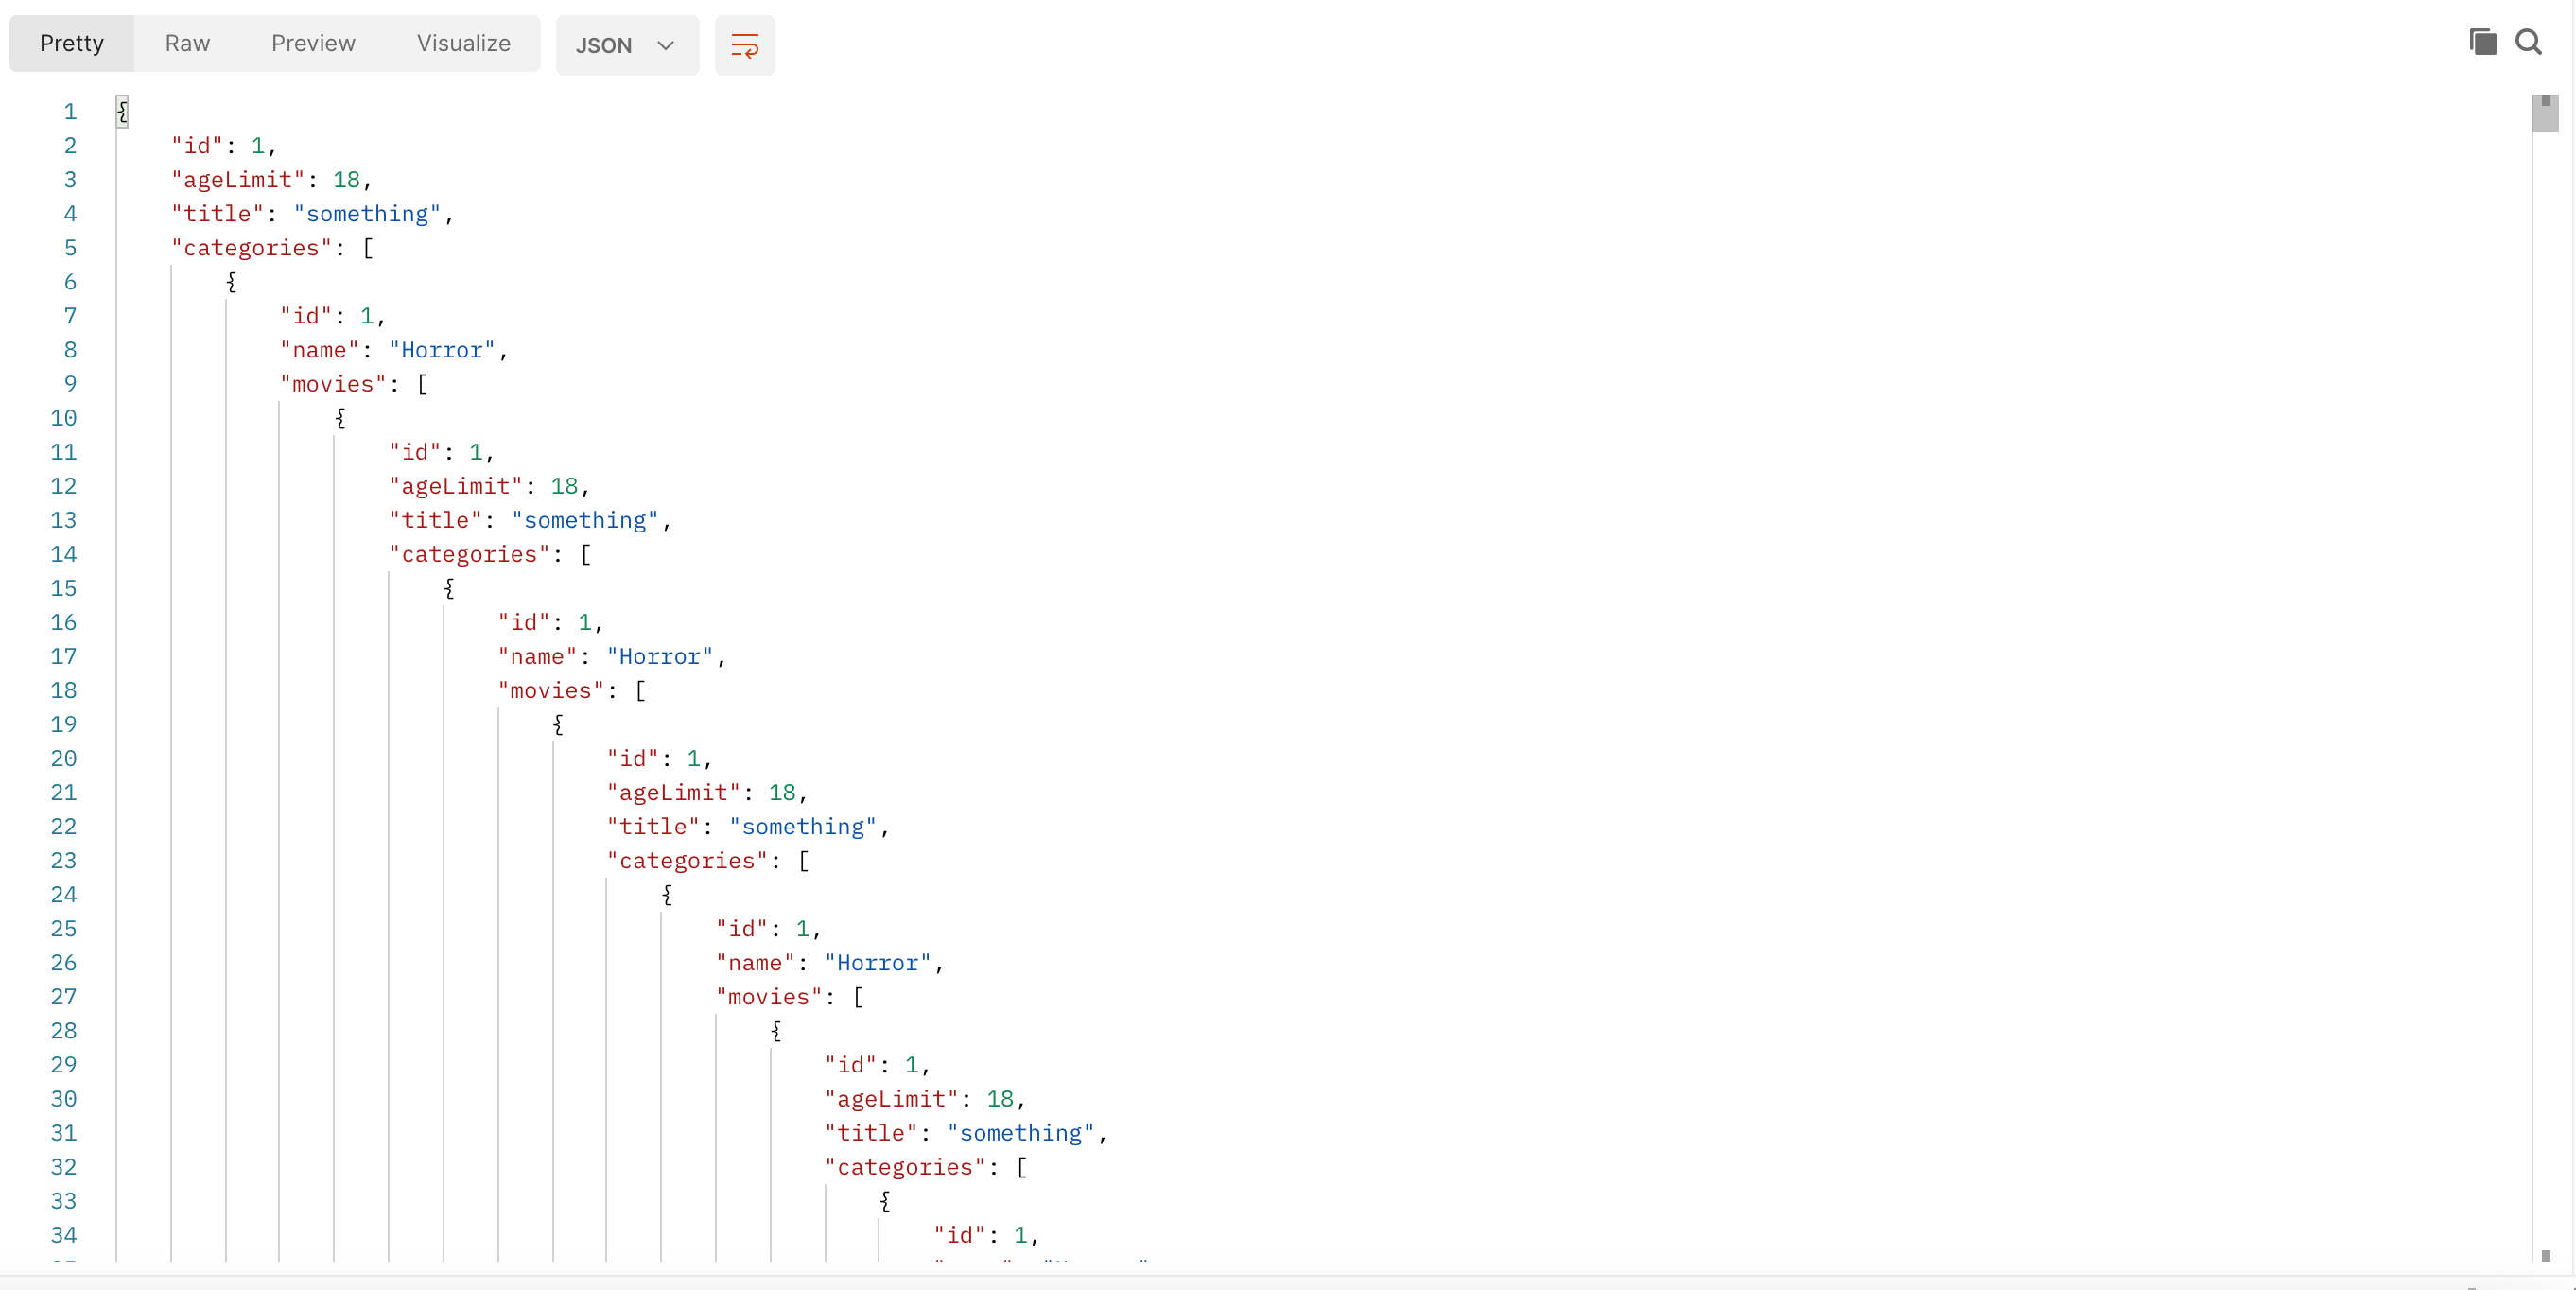 Pretty Raw Preview Visualize JSON
1 {
2 "id": 1,
3 "ageLimit": 18,
4 "title": "something",
5 "categories": [
6 {
7 "id": 1,
8 "name": "Horror",
9 "movies": [
10 {
11 "id": 1,
12 "ageLimit": 18,
13 "title": "something",
14 "categories": [
15 {
16 "id": 1,
17 "name": "Horror",
18 "movies": [
19 {
20 "id": 1,
21 "ageLimit": 18,
22 "title": "something",
23 "categories": [
24 {
25 "id": 1,
26 "name": "Horror",
27 "movies": [
28 {
29 "id": 1,
30 "ageLimit": 18,
31 "title": "something",
32 "categories": [
33 {
34 "id": 1,